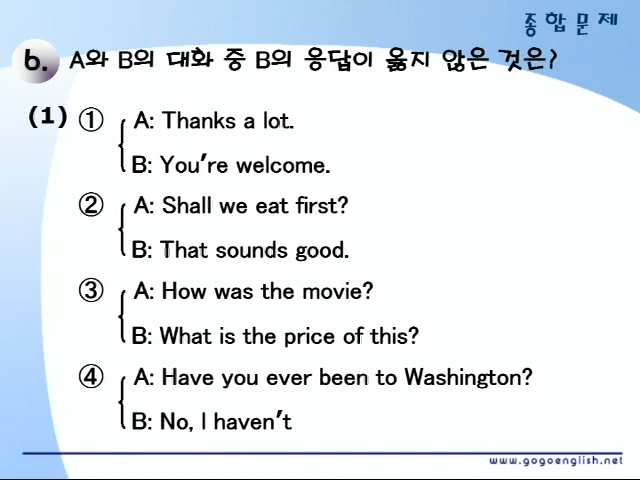 종합문제
b. A와 B의 대화 중 B의 응답이 옳지 않은 것은?
(1) ① A: Thanks a lot.
B: You're welcome.
② A: Shall we eat first?
B: That sounds good.
③ A: How was the movie?
B: What is the price of this?
④ A: Have you ever been to Washington?
B: No, I haven't
www.gogoenglish.net